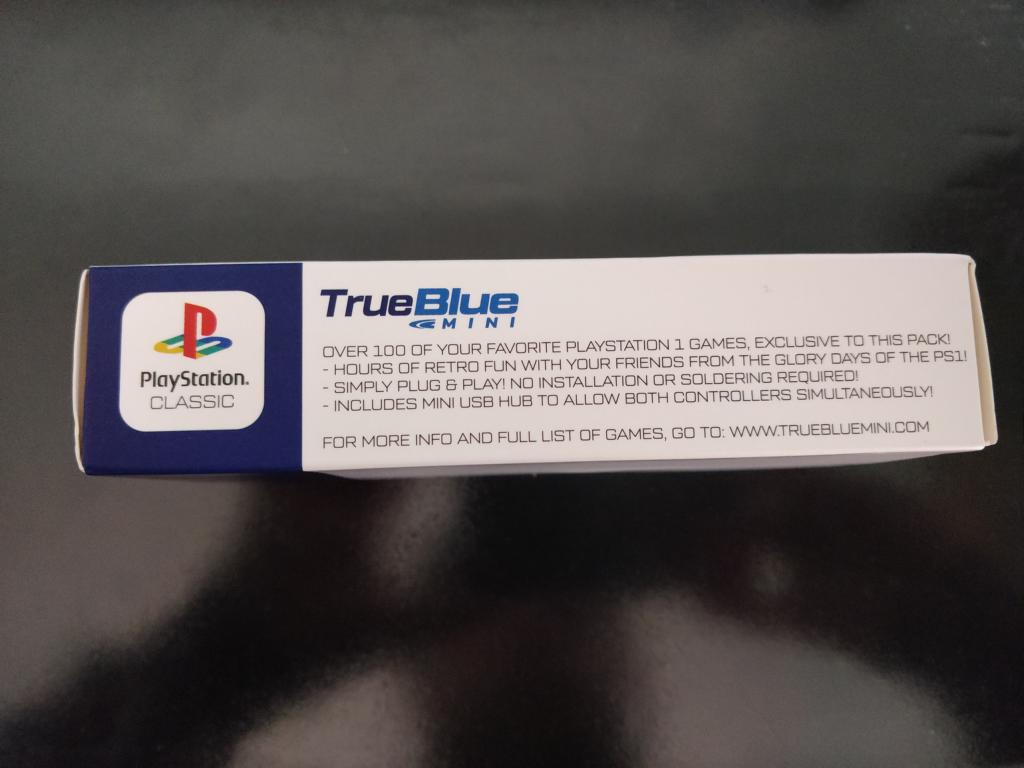 PlayStation.
CLASSIC
TrueBlue
MINI
OVER 100 OF YOUR FAVORITE PLAYSTATION 1 GAMES, EXCLUSIVE TO THIS PACK!
- HOURS OF RETRO FUN WITH YOUR FRIENDS FROM THE GLORY DAYS OF THE PS1!
- SIMPLY PLUG & PLAY! NO INSTALLATION OR SOLDERING REQUIRED!
- INCLUDES MINI USB HUB TO ALLOW BOTH CONTROLLERS SIMULTANEOUSLY!
FOR MORE INFO AND FULL LIST OF GAMES, GO TO: WWW.TRUEBLUEMINI.COM